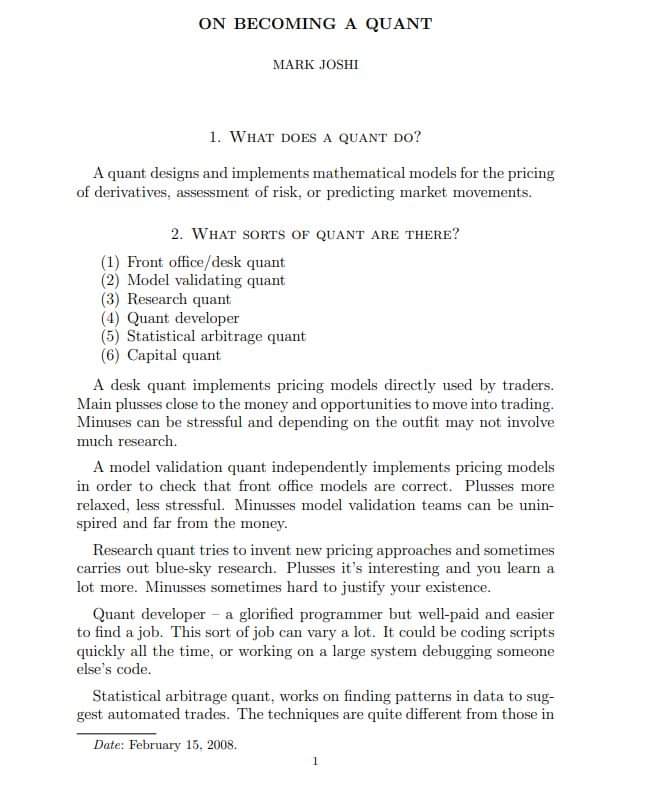 ON BECOMING A QUANT
MARK JOSHI
1. What does a quant do?
A quant designs and implements mathematical models for the pricing
of derivatives, assessment of risk, or predicting market movements.
2. What sorts of quant are there?
(1) Front office/desk quant
(2) Model validating quant
(3) Research quant
(4) Quant developer
(5) Statistical arbitrage quant
(6) Capital quant
A desk quant implements pricing models directly used by traders.
Main plusses close to the money and opportunities to move into trading.
Minuses can be stressful and depending on the outfit may not involve
much research.
A model validation quant independently implements pricing models
in order to check that front office models are correct. Plusses more
relaxed, less stressful. Minusses model validation teams can be unin-
spired and far from the money.
Research quant tries to invent new pricing approaches and sometimes
carries out blue-sky research. Plusses it's interesting and you learn a
lot more. Minusses sometimes hard to justify your existence.
Quant developer – a glorified programmer but well-paid and easier
to find a job. This sort of job can vary a lot. It could be coding scripts
quickly all the time, or working on a large system debugging someone
else's code.
Statistical arbitrage quant, works on finding patterns in data to sug-
gest automated trades. The techniques are quite different from those in
Date: February 15, 2008.
1